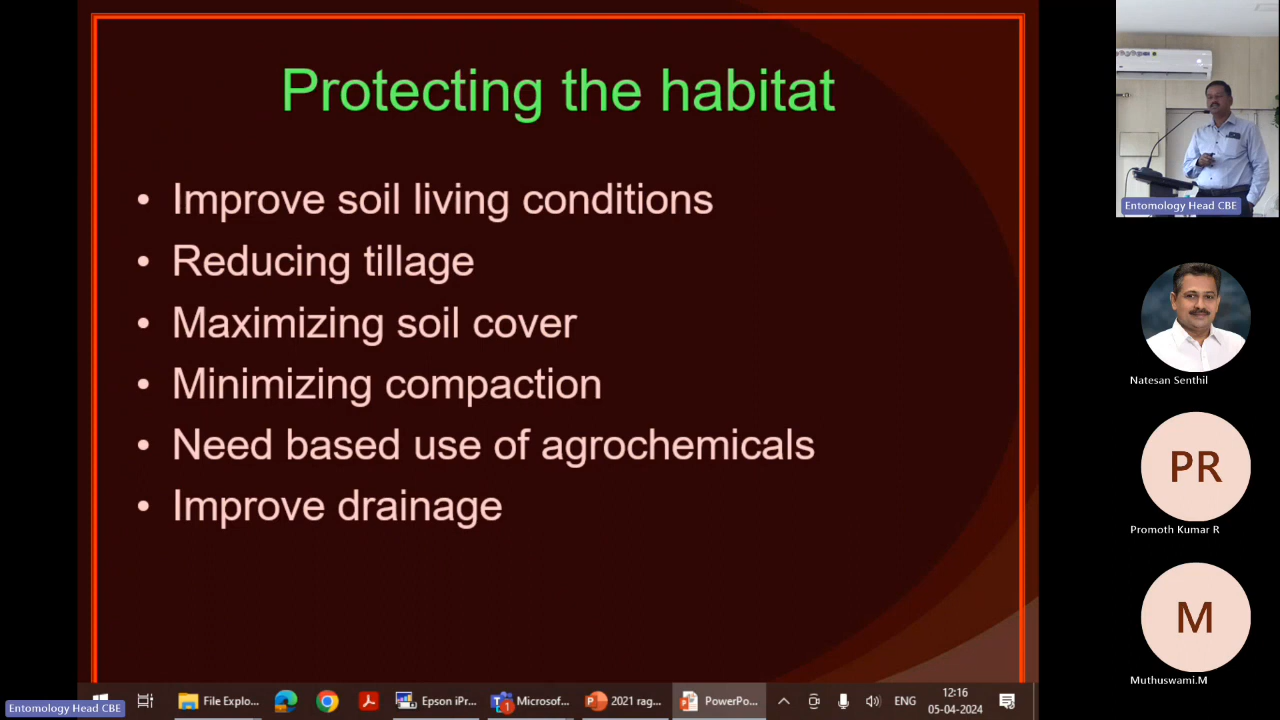 Protecting the habitat
• Improve soil living conditions
• Reducing tillage
• Maximizing soil cover
• Minimizing compaction
• Need based use of agrochemicals
• Improve drainage
Entomology Head CBE
Natesan Senthil
PR
Promoth Kumar R
M
Muthuswami.M
Entomology Head CBE
File Explo...
Epson iPr...
1
Microsof...
2021 rag...
PowerPo...
ENG
12:16
05-04-2024